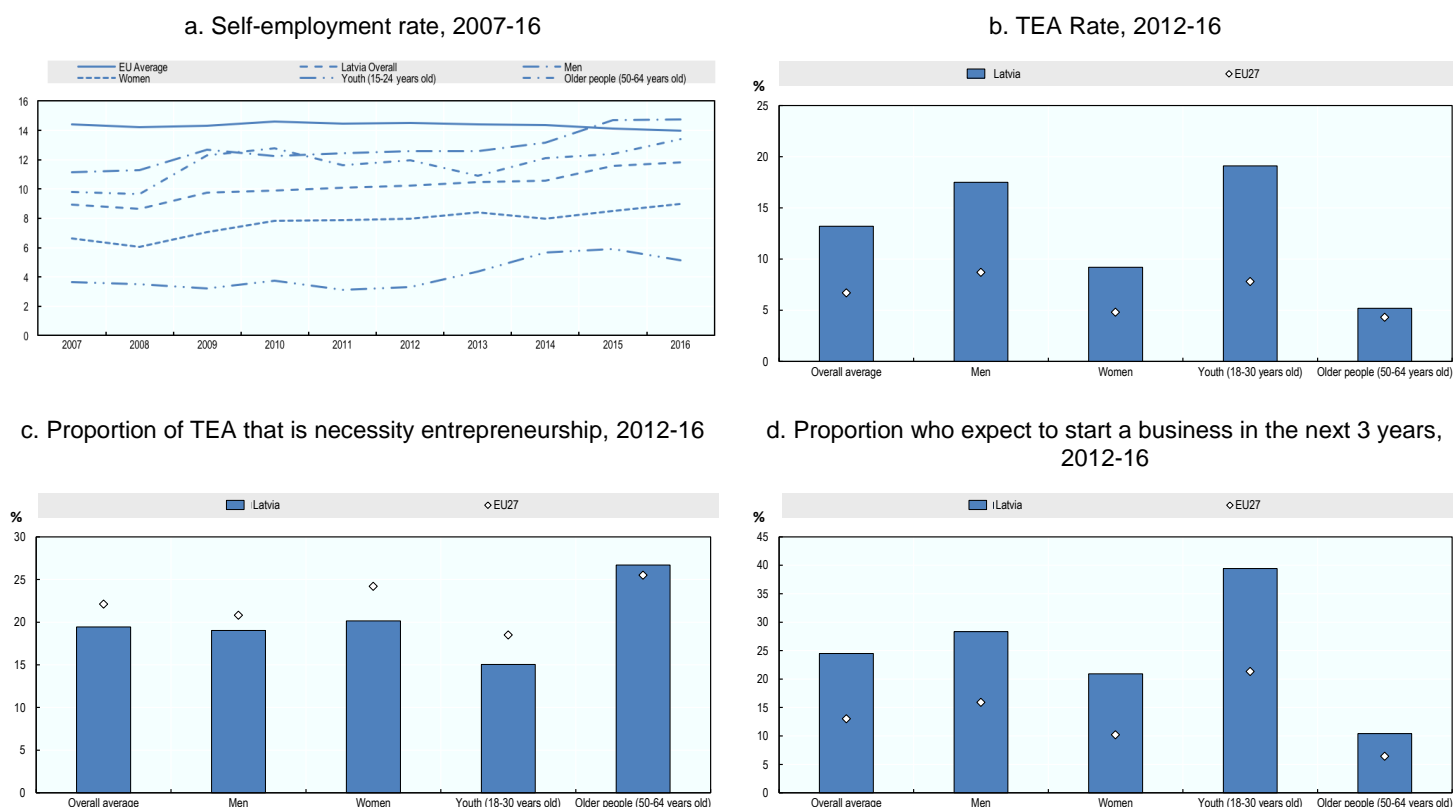 a. Self-employment rate, 2007-16
EU Average Latvia Overall Men
Women Youth (15-24 years old) Older people (50-64 years old)
16
14
12
10
8
6
4
2
0
2007 2008 2009 2010 2011 2012 2013 2014 2015 2016
b. TEA Rate, 2012-16
Latvia EU27
%
25
20
15
10
5
0
Overall average Men Women Youth (18-30 years old) Older people (50-64 years old)
c. Proportion of TEA that is necessity entrepreneurship, 2012-16
Latvia EU27
%
30
25
20
15
10
5
0
Overall average Men Women Youth (18-30 years old) Older people (50-64 years old)
d. Proportion who expect to start a business in the next 3 years,
2012-16
Latvia EU27
%
45
40
35
30
25
20
15
10
5
0
Overall average Men Women Youth (18-30 years old) Older people (50-64 years old)